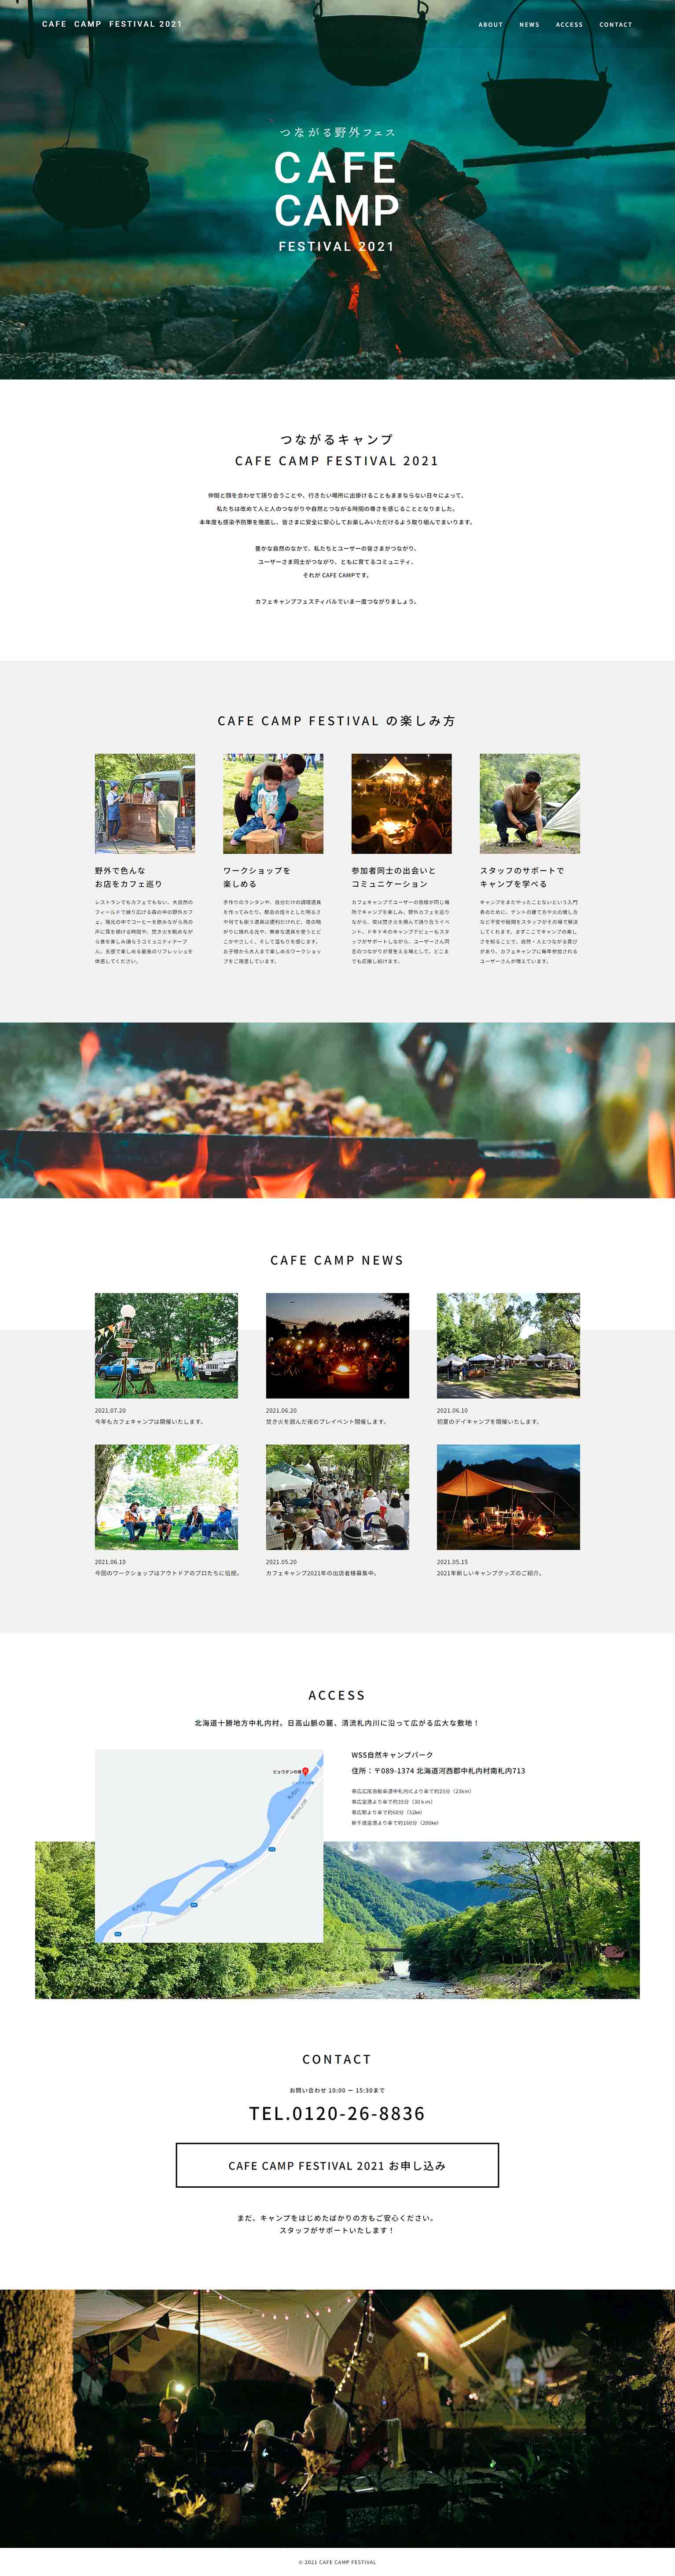 CAFE CAMP FESTIVAL 2021
ABOUT NEWS ACCESS CONTACT
つながる野外フェス
CAFE
CAMP
FESTIVAL 2021
つながるキャンプ
CAFE CAMP FESTIVAL 2021
仲間と顔を合わせて語り合うことや、行きたい場所に出掛けることもままならない日々によって、
私たちは改めて人と人のつながりや自然とつながる時間の尊さを感じることとなりました。
本年度も感染予防策を徹底し、皆さまに安全に安心してお楽しみいただけるよう取り組んでまいります。
豊かな自然のなかで、私たちとユーザーの皆さまがつながり、
ユーザーさま同士がつながり、ともに育てるコミュニティ、
それが CAFE CAMPです。
カフェキャンプフェスティバルでいま一度つながりましょう。
CAFE CAMP FESTIVAL の楽しみ方
野外で色んな
お店をカフェ巡り
レストランでもカフェでもない、大自然の
フィールドで繰り広げる森の中の野外カフ
ェ。陽光の中でコーヒーを飲みながら鳥の
声に耳を傾ける時間や、焚き火を眺めなが
ら食を楽しみ語らうコミュニティテーブ
ル。五感で楽しめる最高のリフレッシュを
体感してください。
ワークショップを
楽しめる
手作りのランタンや、自分だけの調理道具
を作ってみたり。都会の煌々とした明るさ
や何でも揃う道具は便利だけれど、夜の暗
がりに揺れる光や、無骨な道具を使うとど
こかやさしく、そして温もりを感じます。
お子様から大人まで楽しめるワークショッ
プをご用意しています。
参加者同士の出会いと
コミュニケーション
カフェキャンプでユーザーの皆様が同じ場
所でキャンプを楽しみ、野外カフェを巡り
ながら、夜は焚き火を囲んで語り合うイベ
ント。ドキドキのキャンプデビューもスタ
ッフがサポートしながら、ユーザーさん同
志のつながりが芽生える場として、どこま
でも応援し続けます。
スタッフのサポートで
キャンプを学べる
キャンプをまだやったことないという入門
者のために、テントの建て方や火の熾し方
など不安や疑問をスタッフがその場で解決
してくれます。まずここでキャンプの楽し
さを知ることで、自然・人とつながる喜び
があり、カフェキャンプに毎年参加される
ユーザーさんが増えています。
CAFE CAMP NEWS
2021.07.20
今年もカフェキャンプは開催いたします。
2021.06.20
焚き火を囲んだ夜のプレイベント開催します。
2021.06.10
初夏のデイキャンプを開催いたします。
2021.06.10
今回のワークショップはアウトドアのプロたちに伝授。
2021.05.20
カフェキャンプ2021年の出店者様募集中。
2021.05.15
2021年新しいキャンプグッズのご紹介。
ACCESS
北海道十勝地方中札内村。日高山脈の麓、清流札内川に沿って広がる広大な敷地！
ピョウタンの滝
札内川
札内川
札内川
WSS自然キャンプパーク
住所：〒089-1374 北海道河西郡中札内村南札内713
帯広広尾自動車道中札内ICより車で約25分（23km）
帯広空港より車で約35分（30ｋｍ）
帯広駅より車で約60分（52㎞）
新千歳空港より車で約160分（200㎞）
CONTACT
お問い合わせ 10:00 ー 15:30まで
TEL.0120-26-8836
CAFE CAMP FESTIVAL 2021 お申し込み
まだ、キャンプをはじめたばかりの方もご安心ください。
スタッフがサポートいたします！
© 2021 CAFE CAMP FESTIVAL